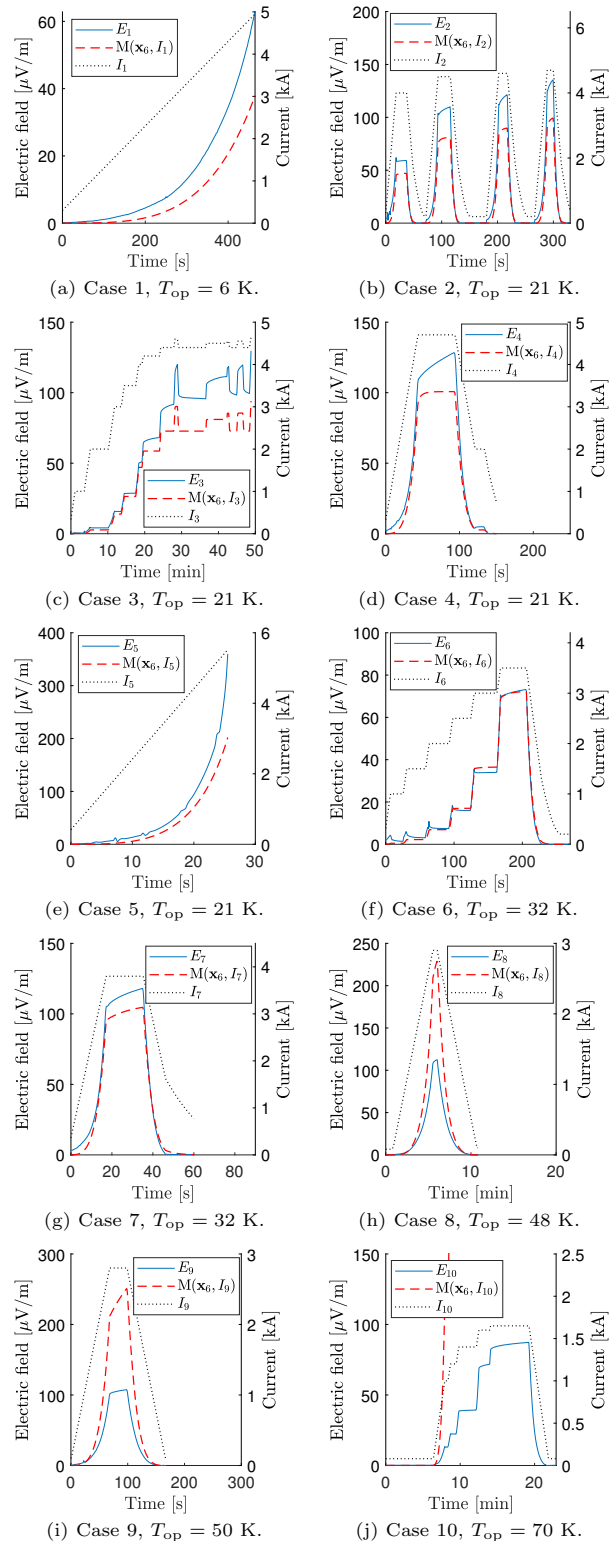 E₁
M(x₆, I₁)
I₁
Electric field [μV/m]
60
40
20
0
5
4
3
2
1
0
Current [kA]
0 200 400
Time [s]
(a) Case 1, T_op = 6 K.
E₂
M(x₆, I₂)
I₂
Electric field [μV/m]
200
150
100
50
0
6
4
2
0
Current [kA]
0 100 200 300
Time [s]
(b) Case 2, T_op = 21 K.
Electric field [μV/m]
150
100
50
0
E₃
M(x₆, I₃)
I₃
5
4
3
2
1
0
Current [kA]
0 10 20 30 40 50
Time [min]
(c) Case 3, T_op = 21 K.
E₄
M(x₆, I₄)
I₄
Electric field [μV/m]
150
100
50
0
5
4
3
2
1
0
Current [kA]
0 100 200
Time [s]
(d) Case 4, T_op = 21 K.
E₅
M(x₆, I₅)
I₅
Electric field [μV/m]
400
300
200
100
0
6
4
2
0
Current [kA]
0 10 20 30
Time [s]
(e) Case 5, T_op = 21 K.
E₆
M(x₆, I₆)
I₆
Electric field [μV/m]
100
80
60
40
20
0
4
3
2
1
0
Current [kA]
0 100 200
Time [s]
(f) Case 6, T_op = 32 K.
E₇
M(x₆, I₇)
I₇
Electric field [μV/m]
150
100
50
0
4
3
2
1
0
Current [kA]
0 20 40 60 80
Time [s]
(g) Case 7, T_op = 32 K.
E₈
M(x₆, I₈)
I₈
Electric field [μV/m]
250
200
150
100
50
0
3
2
1
0
Current [kA]
0 10 20
Time [min]
(h) Case 8, T_op = 48 K.
E₉
M(x₆, I₉)
I₉
Electric field [μV/m]
300
200
100
0
3
2
1
0
Current [kA]
0 100 200 300
Time [s]
(i) Case 9, T_op = 50 K.
E₁₀
M(x₆, I₁₀)
I₁₀
Electric field [μV/m]
150
100
50
0
2.5
2
1.5
1
0.5
0
Current [kA]
0 10 20
Time [min]
(j) Case 10, T_op = 70 K.